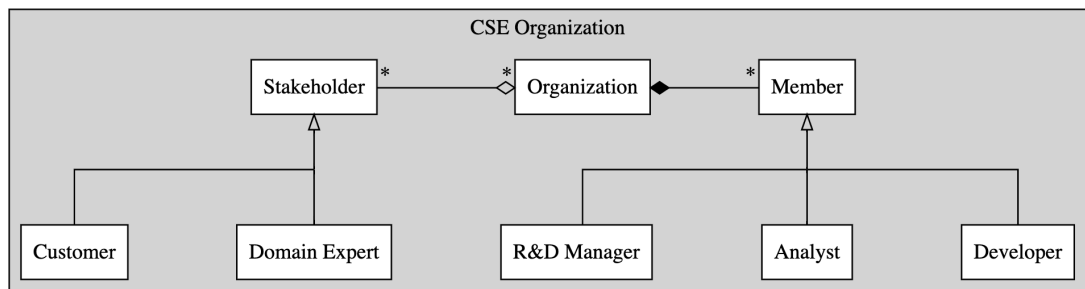 CSE Organization
Stakeholder * * Organization * Member
Customer Domain Expert R&D Manager Analyst Developer